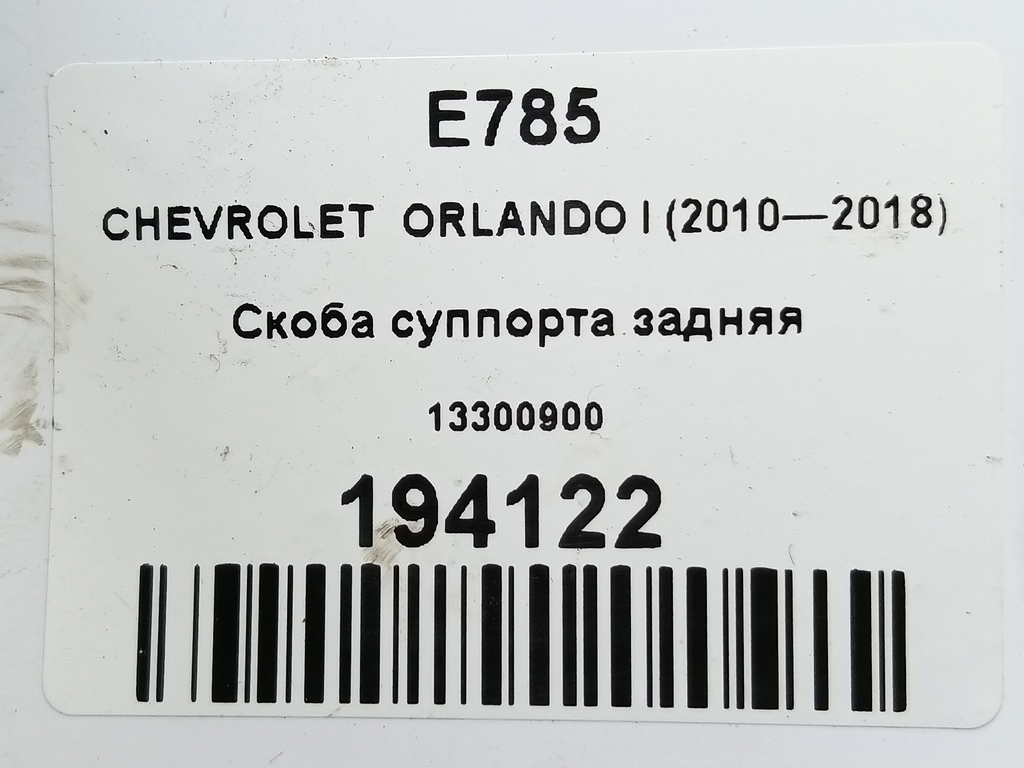 E785
CHEVROLET ORLANDO I (2010—2018)
Скоба суппорта задняя
13300900
194122